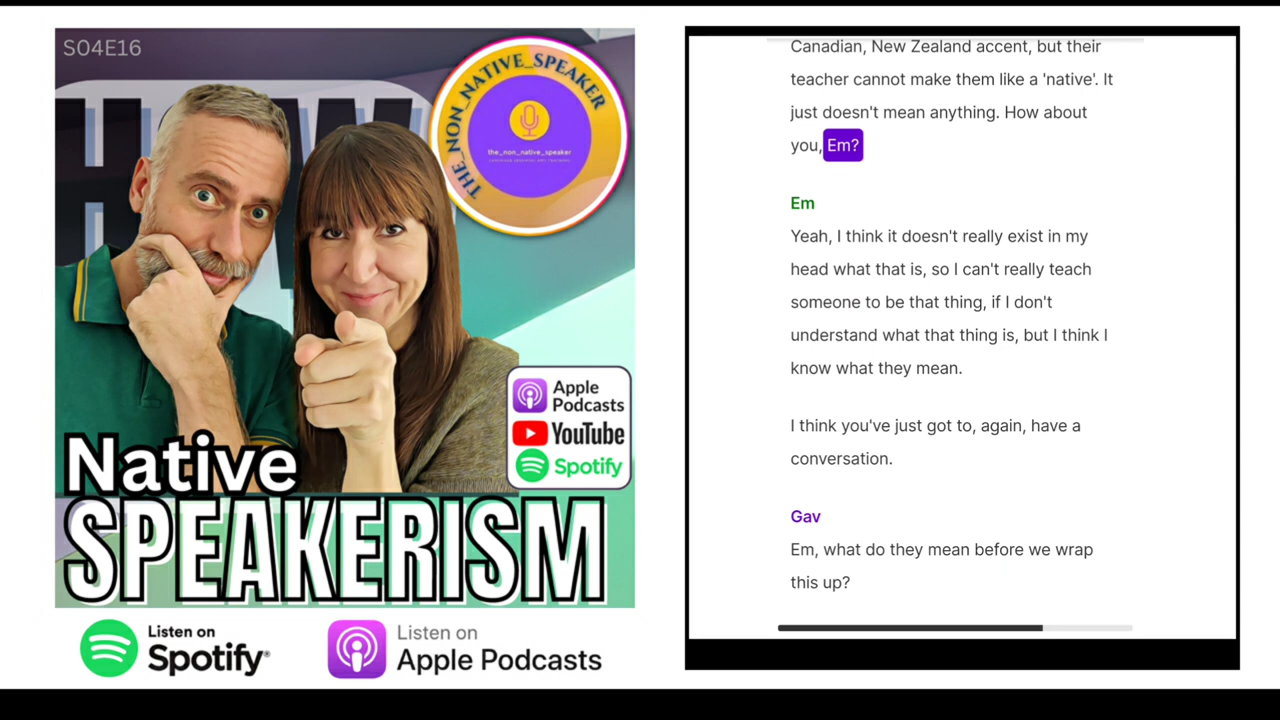 S04E16
HOW
THE_NON_NATIVE_SPEAKER
the_non_native_speaker
Apple
Podcasts
YouTube
Spotify
Native
SPEAKERISM
Listen on
Spotify®
Listen on
Apple Podcasts
Canadian, New Zealand accent, but their
teacher cannot make them like a 'native'. It
just doesn't mean anything. How about
you, Em?
Em
Yeah, I think it doesn't really exist in my
head what that is, so I can't really teach
someone to be that thing, if I don't
understand what that thing is, but I think I
know what they mean.
I think you've just got to, again, have a
conversation.
Gav
Em, what do they mean before we wrap
this up?